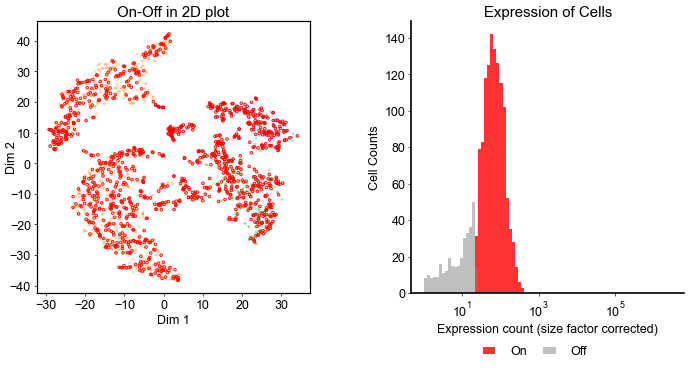 On-Off in 2D plot
Expression of Cells
Dim 2
40
30
20
10
0
−10
−20
−30
−40
−30 −20 −10 0 10 20 30
Dim 1
Cell Counts
140
120
100
80
60
40
20
0
10^1 10^3 10^5
Expression count (size factor corrected)
On Off